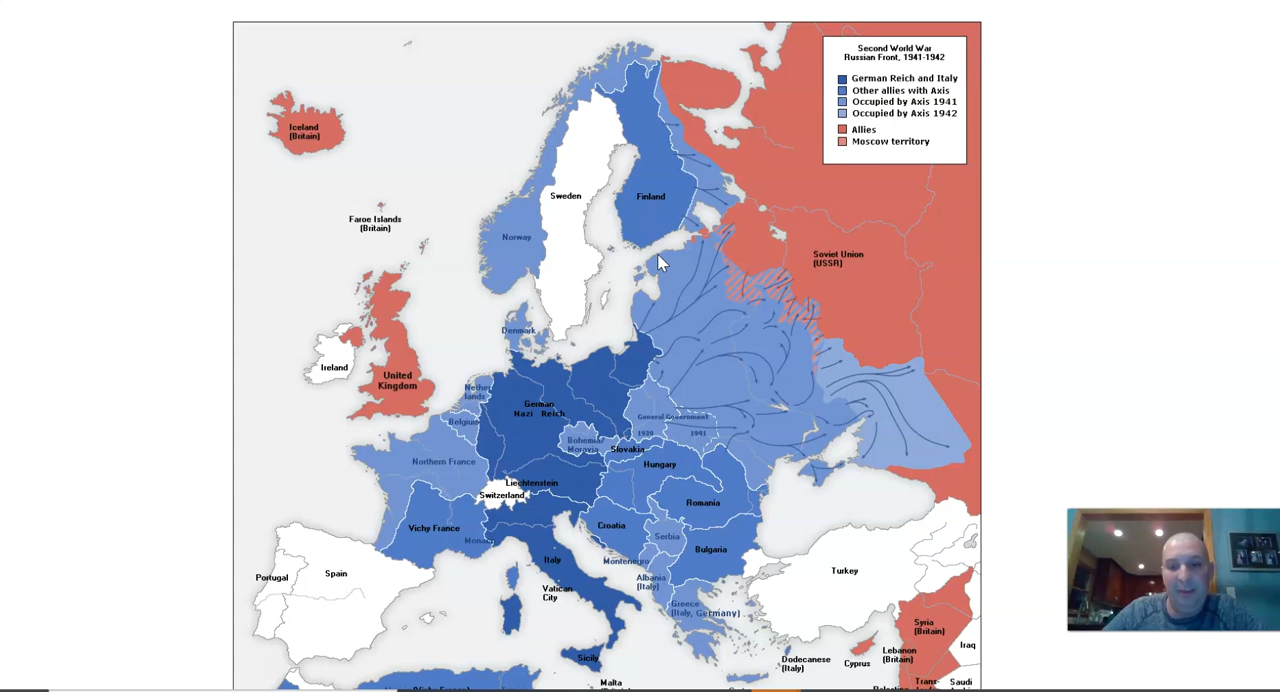 Second World War
Russian Front, 1941-1942
German Reich and Italy
Other allies with Axis
Occupied by Axis 1941
Occupied by Axis 1942
Allies
Moscow territory
Iceland
(Britain)
Faroe Islands
(Britain)
Sweden
Finland
Norway
Soviet Union
(USSR)
Denmark
Ireland
United
Kingdom
Nether
lands
Belgium
German
Nazi Reich
General Government
1939
1941
Bohemia
Moravia
Slovakia
Northern France
Hungary
Liechtenstein
Switzerland
Romania
Vichy France
Croatia
Serbia
Monaco
Bulgaria
Italy
Montenegro
Turkey
Portugal
Spain
Albania
(Italy)
Vatican
City
Greece
(Italy, Germany)
Syria
(Britain)
Iraq
Lebanon
(Britain)
Cyprus
Dodecanese
(Italy)
Sicily
Malta
Trans-
Saudi